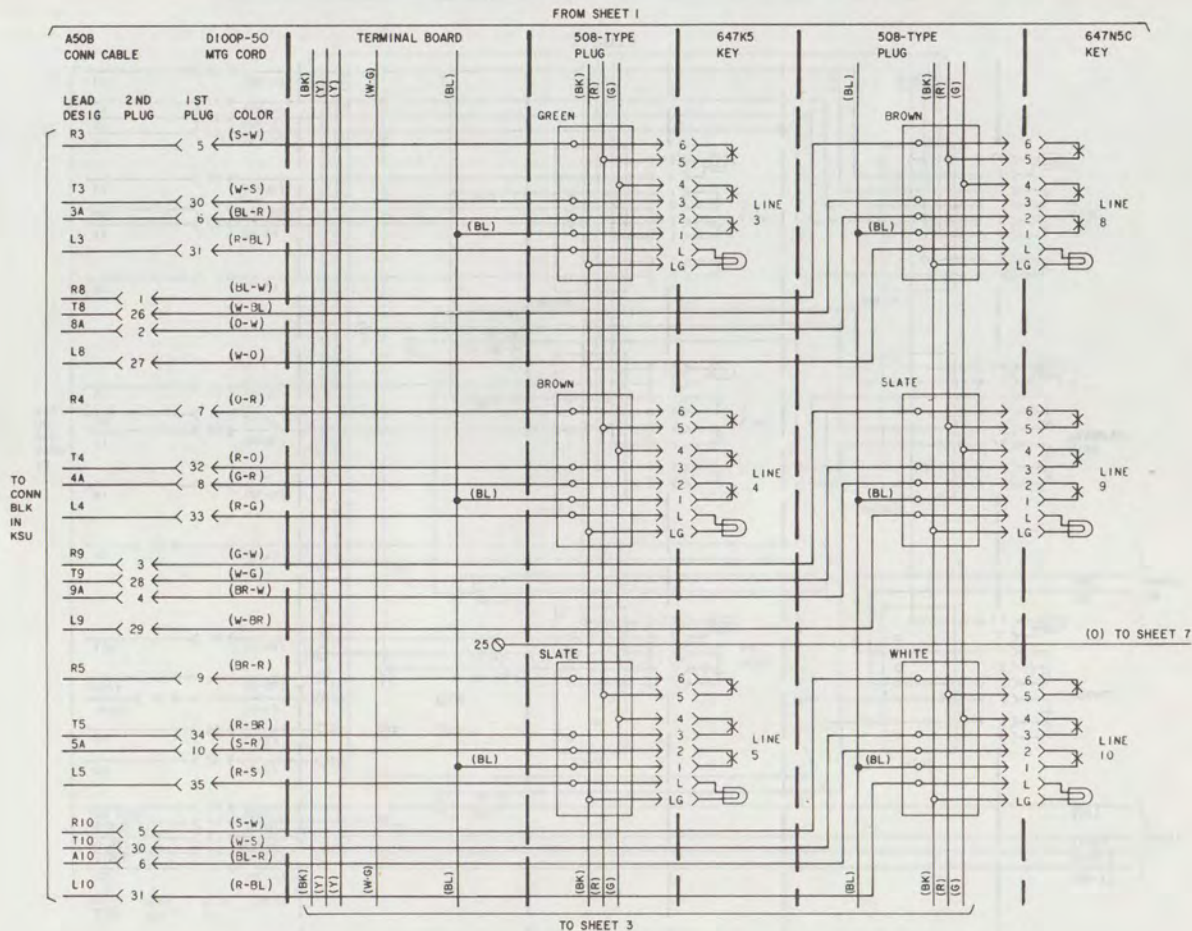 FROM SHEET 1
A50B D100P-50 TERMINAL BOARD 508-TYPE 647K5 508-TYPE 647N5C
CONN CABLE MTG CORD PLUG KEY PLUG KEY
(BK) (Y) (Y) (W-G) (BL) (BK) (R) (G) (BL) (BK) (R) (G)
LEAD 2ND 1ST
DESIG PLUG PLUG COLOR
GREEN BROWN
R3 5 (S-W) 6 6
5 5
T3 30 (W-S) 4 4
3 3
3A 6 (BL-R) 2 LINE 2 LINE
(BL) 1 3 (BL) 1 8
L3 31 (R-BL) L L
LG LG
R8 1 (BL-W)
T8 26 (W-BL)
8A 2 (O-W)
L8 27 (W-O)
BROWN SLATE
R4 7 (O-R) 6 6
5 5
T4 32 (R-O) 4 4
3 3
4A 8 (G-R) 2 LINE 2 LINE
(BL) 1 4 (BL) 1 9
L4 33 (R-G) L L
LG LG
TO
CONN
BLK
IN
KSU
R9 3 (G-W)
T9 28 (W-G)
9A 4 (BR-W)
L9 29 (W-BR)
25 (O) TO SHEET 7
SLATE WHITE
R5 9 (BR-R) 6 6
5 5
T5 34 (R-BR) 4 4
3 3
5A 10 (S-R) 2 LINE 2 LINE
(BL) 1 5 (BL) 1 10
L5 35 (R-S) L L
LG LG
R10 5 (S-W)
T10 30 (W-S)
A10 6 (BL-R)
L10 31 (R-BL)
(BK) (Y) (Y) (W-G) (BL) (BK) (R) (G) (BL) (BK) (R) (G)
TO SHEET 3